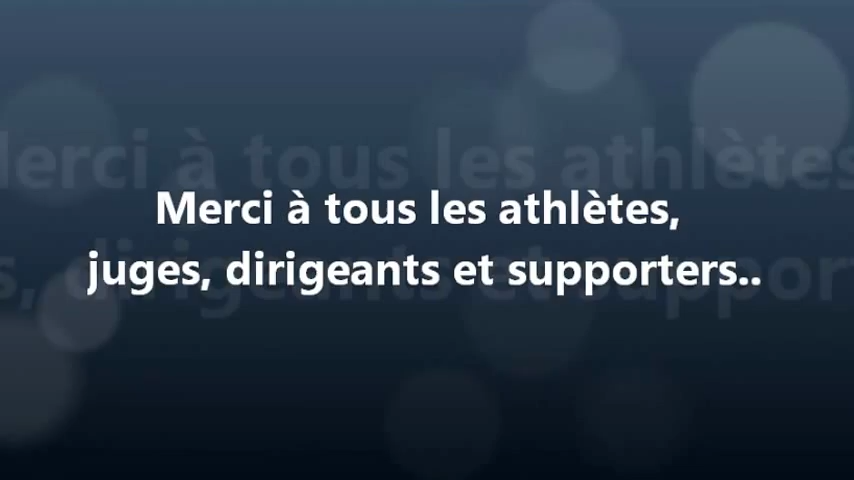 Merci à tous les athlètes,
juges, dirigeants et supporters..